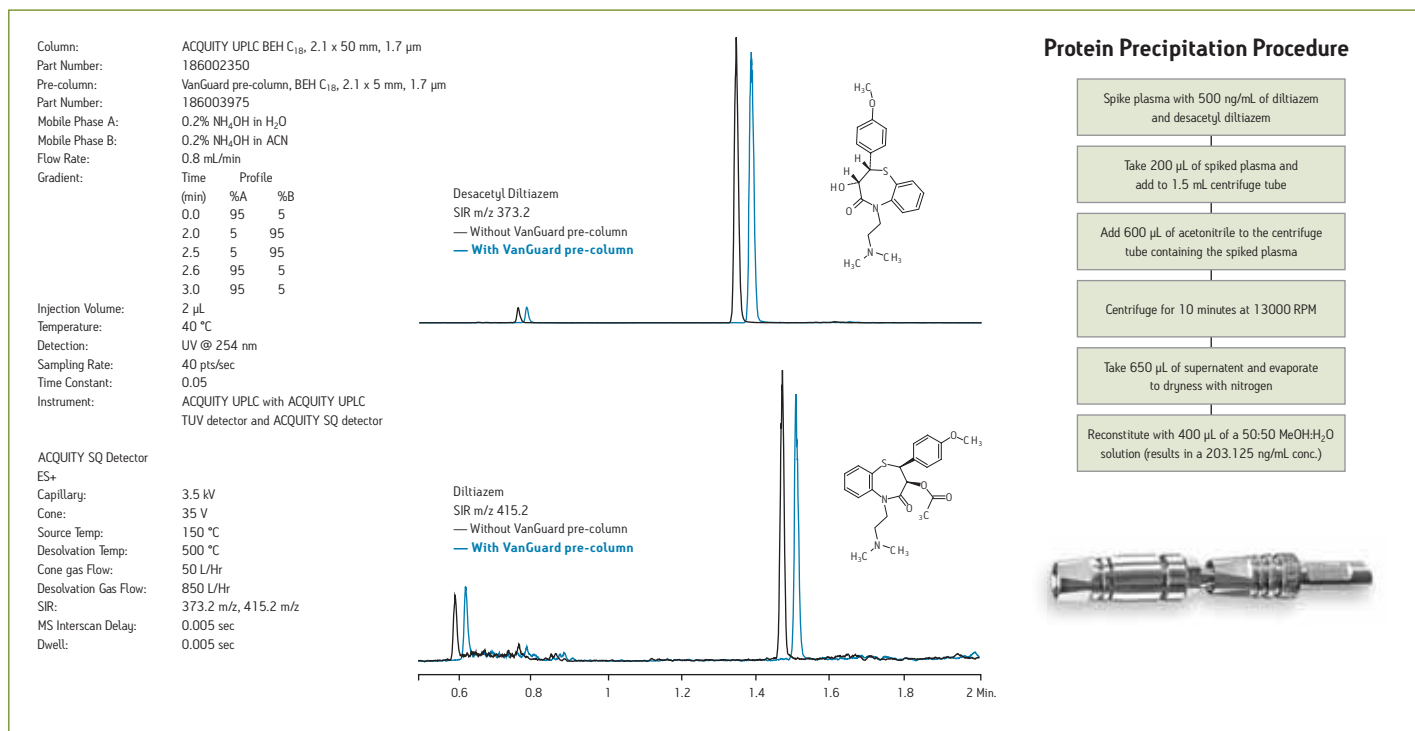 Column: ACQUITY UPLC BEH C18, 2.1 x 50 mm, 1.7 µm
Part Number: 186002350
Pre-column: VanGuard pre-column, BEH C18, 2.1 x 5 mm, 1.7 µm
Part Number: 186003975
Mobile Phase A: 0.2% NH4OH in H2O
Mobile Phase B: 0.2% NH4OH in ACN
Flow Rate: 0.8 mL/min
Gradient: Time Profile
(min) %A %B
0.0 95 5
2.0 5 95
2.5 5 95
2.6 95 5
3.0 95 5
Injection Volume: 2 µL
Temperature: 40 °C
Detection: UV @ 254 nm
Sampling Rate: 40 pts/sec
Time Constant: 0.05
Instrument: ACQUITY UPLC with ACQUITY UPLC
TUV detector and ACQUITY SQ detector
ACQUITY SQ Detector
ES+
Capillary: 3.5 kV
Cone: 35 V
Source Temp: 150 °C
Desolvation Temp: 500 °C
Cone gas Flow: 50 L/Hr
Desolvation Gas Flow: 850 L/Hr
SIR: 373.2 m/z, 415.2 m/z
MS Interscan Delay: 0.005 sec
Dwell: 0.005 sec
Desacetyl Diltiazem
SIR m/z 373.2
— Without VanGuard pre-column
— With VanGuard pre-column
H3C
O
H
H
S
HO
O
N
N
H3C CH3
Diltiazem
SIR m/z 415.2
— Without VanGuard pre-column
— With VanGuard pre-column
O CH3
S
O
O
N
O
3C
N
H3C CH3
0.6 0.8 1 1.2 1.4 1.6 1.8 2 Min.
Protein Precipitation Procedure
Spike plasma with 500 ng/mL of diltiazem
and desacetyl diltiazem
Take 200 µL of spiked plasma and
add to 1.5 mL centrifuge tube
Add 600 µL of acetonitrile to the centrifuge
tube containing the spiked plasma
Centrifuge for 10 minutes at 13000 RPM
Take 650 µL of supernatent and evaporate
to dryness with nitrogen
Reconstitute with 400 µL of a 50:50 MeOH:H2O
solution (results in a 203.125 ng/mL conc.)